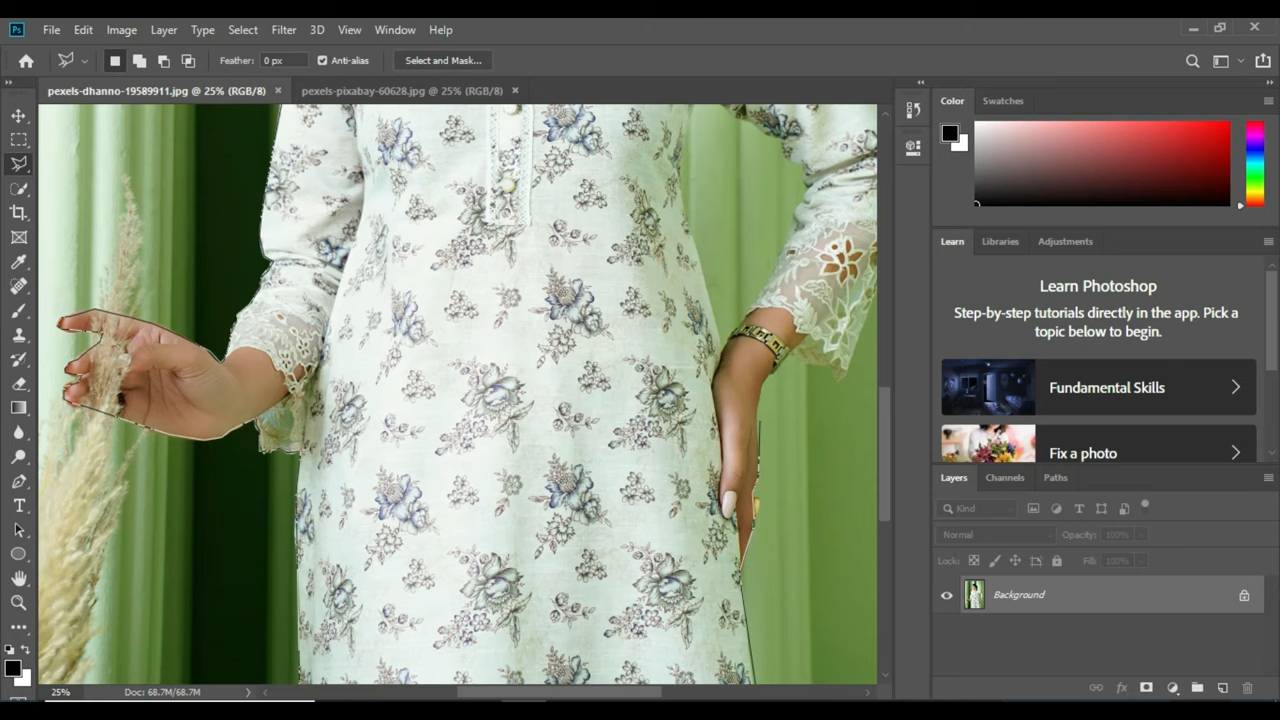 Ps File Edit Image Layer Type Select Filter 3D View Window Help
Feather: 0 px Anti-alias Select and Mask...
pexels-dhanno-19589911.jpg @ 25% (RGB/8) × pexels-pixabay-60628.jpg @ 25% (RGB/8) ×
Color Swatches
Learn Libraries Adjustments
Learn Photoshop
Step-by-step tutorials directly in the app. Pick a
topic below to begin.
Fundamental Skills
Fix a photo
Layers Channels Paths
Kind
Normal Opacity: 100%
Lock: Fill: 100%
Background
25% Doc: 68.7M/68.7M